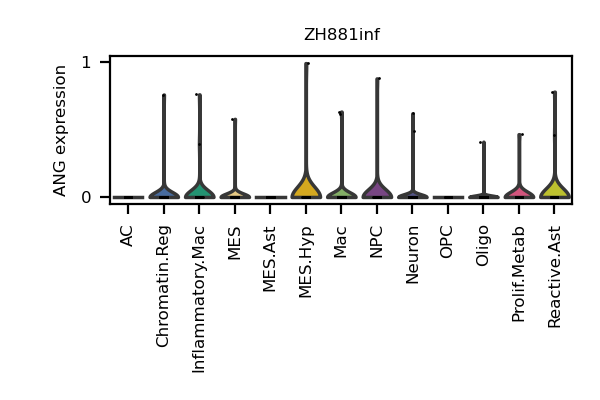 ZH881inf
ANG expression
1
0
AC
Chromatin.Reg
Inflammatory.Mac
MES
MES.Ast
MES.Hyp
Mac
NPC
Neuron
OPC
Oligo
Prolif.Metab
Reactive.Ast